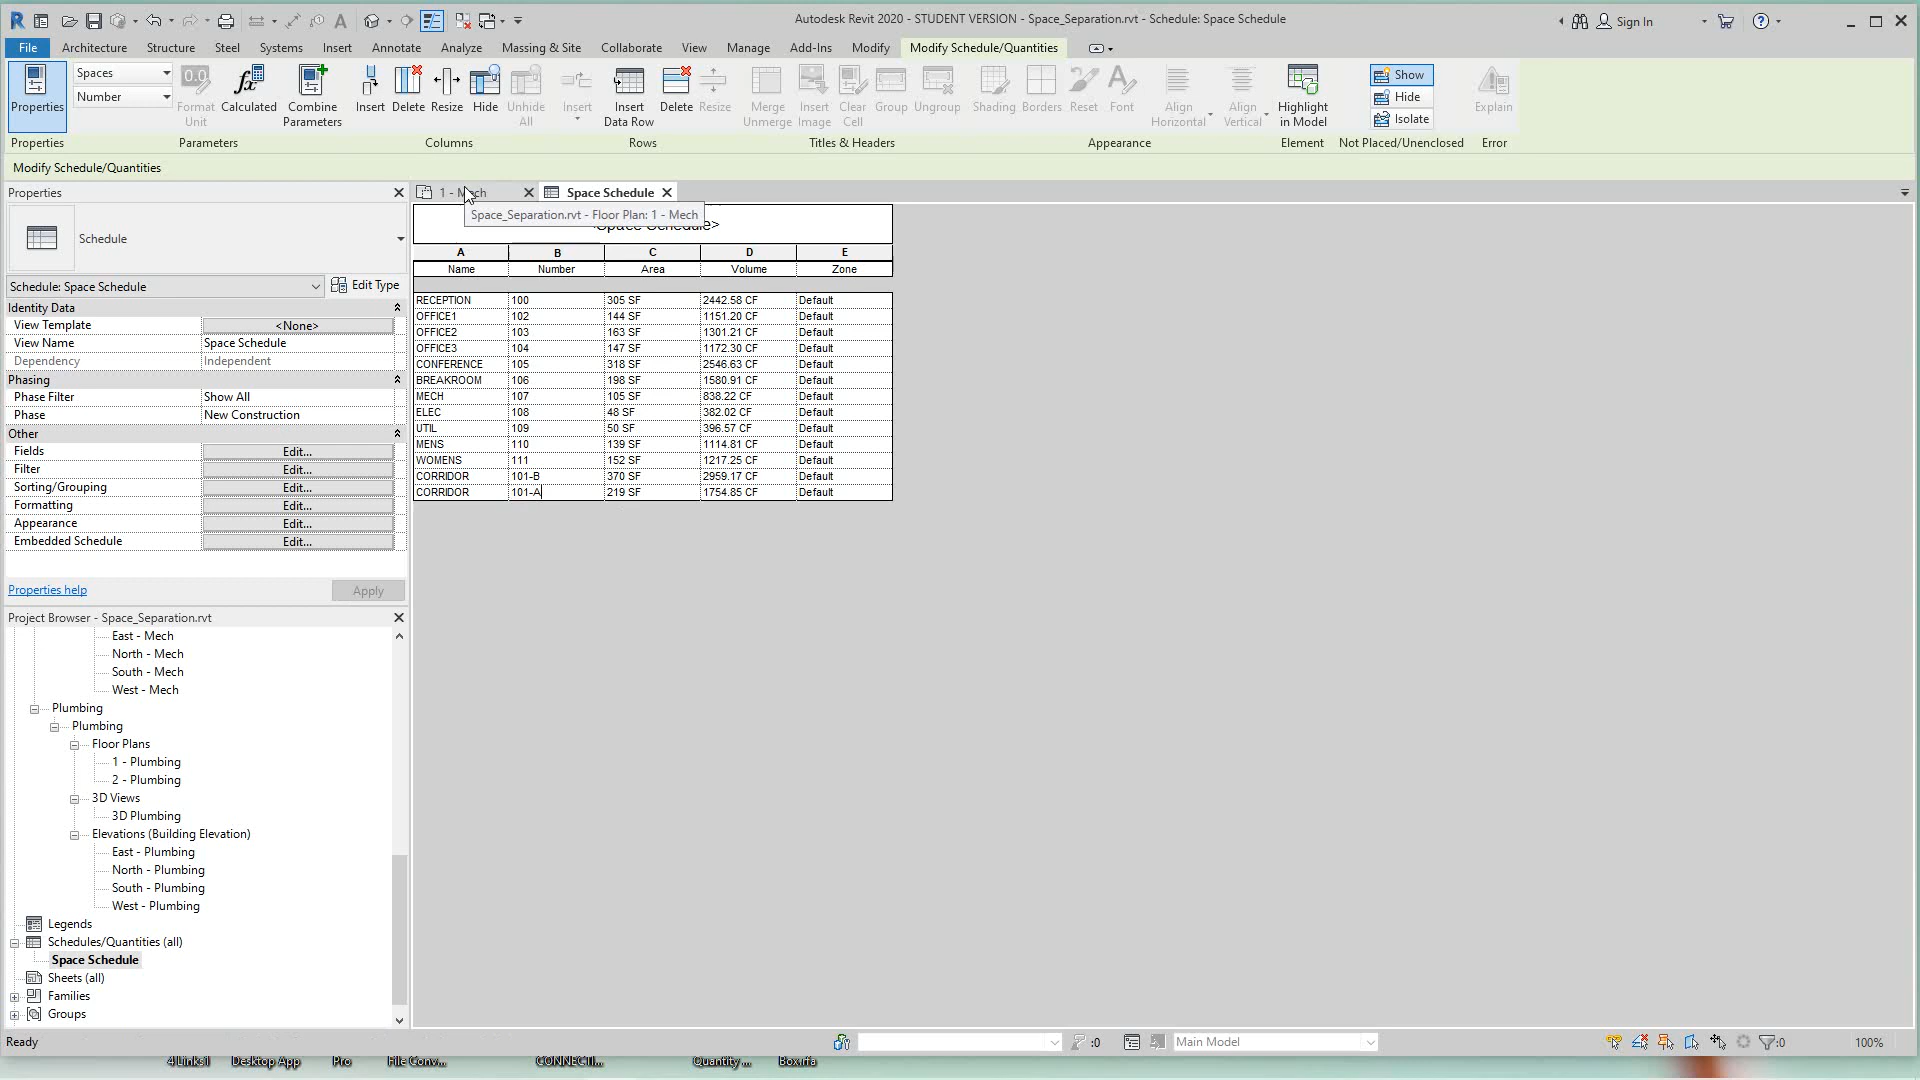 Autodesk Revit 2020 - STUDENT VERSION - Space_Separation.rvt - Schedule: Space Schedule
Sign In
File Architecture Structure Steel Systems Insert Annotate Analyze Massing & Site Collaborate View Manage Add-Ins Modify Modify Schedule/Quantities
Properties
Spaces
Number
Format Unit
Calculated
Combine Parameters
Insert
Delete
Resize
Hide
Unhide All
Insert
Insert Data Row
Delete
Resize
Merge Unmerge
Insert Image
Clear Cell
Group
Ungroup
Shading
Borders
Reset
Font
Align Horizontal
Align Vertical
Highlight in Model
Show
Hide
Isolate
Explain
Properties Parameters Columns Rows Titles & Headers Appearance Element Not Placed/Unenclosed Error
Modify Schedule/Quantities
Properties
Schedule
Schedule: Space Schedule
Edit Type
Identity Data
View Template <None>
View Name Space Schedule
Dependency Independent
Phasing
Phase Filter Show All
Phase New Construction
Other
Fields Edit...
Filter Edit...
Sorting/Grouping Edit...
Formatting Edit...
Appearance Edit...
Embedded Schedule Edit...
Properties help
Apply
Project Browser - Space_Separation.rvt
East - Mech
North - Mech
South - Mech
West - Mech
Plumbing
Plumbing
Floor Plans
1 - Plumbing
2 - Plumbing
3D Views
3D Plumbing
Elevations (Building Elevation)
East - Plumbing
North - Plumbing
South - Plumbing
West - Plumbing
Legends
Schedules/Quantities (all)
Space Schedule
Sheets (all)
Families
Groups
1 - Mech
Space Schedule
Space_Separation.rvt - Floor Plan: 1 - Mech
<Space Schedule>
A B C D E
Name Number Area Volume Zone
RECEPTION 100 305 SF 2442.58 CF Default
OFFICE1 102 144 SF 1151.20 CF Default
OFFICE2 103 163 SF 1301.21 CF Default
OFFICE3 104 147 SF 1172.30 CF Default
CONFERENCE 105 318 SF 2546.63 CF Default
BREAKROOM 106 198 SF 1580.91 CF Default
MECH 107 105 SF 838.22 CF Default
ELEC 108 48 SF 382.02 CF Default
UTIL 109 50 SF 396.57 CF Default
MENS 110 139 SF 1114.81 CF Default
WOMENS 111 152 SF 1217.25 CF Default
CORRIDOR 101-B 370 SF 2959.17 CF Default
CORRIDOR 101-A 219 SF 1754.85 CF Default
Ready
:0
Main Model
:0
100%
4 Links1 Desktop App Pro File Conv... CONNECTI... Quantity ... Box.rfa